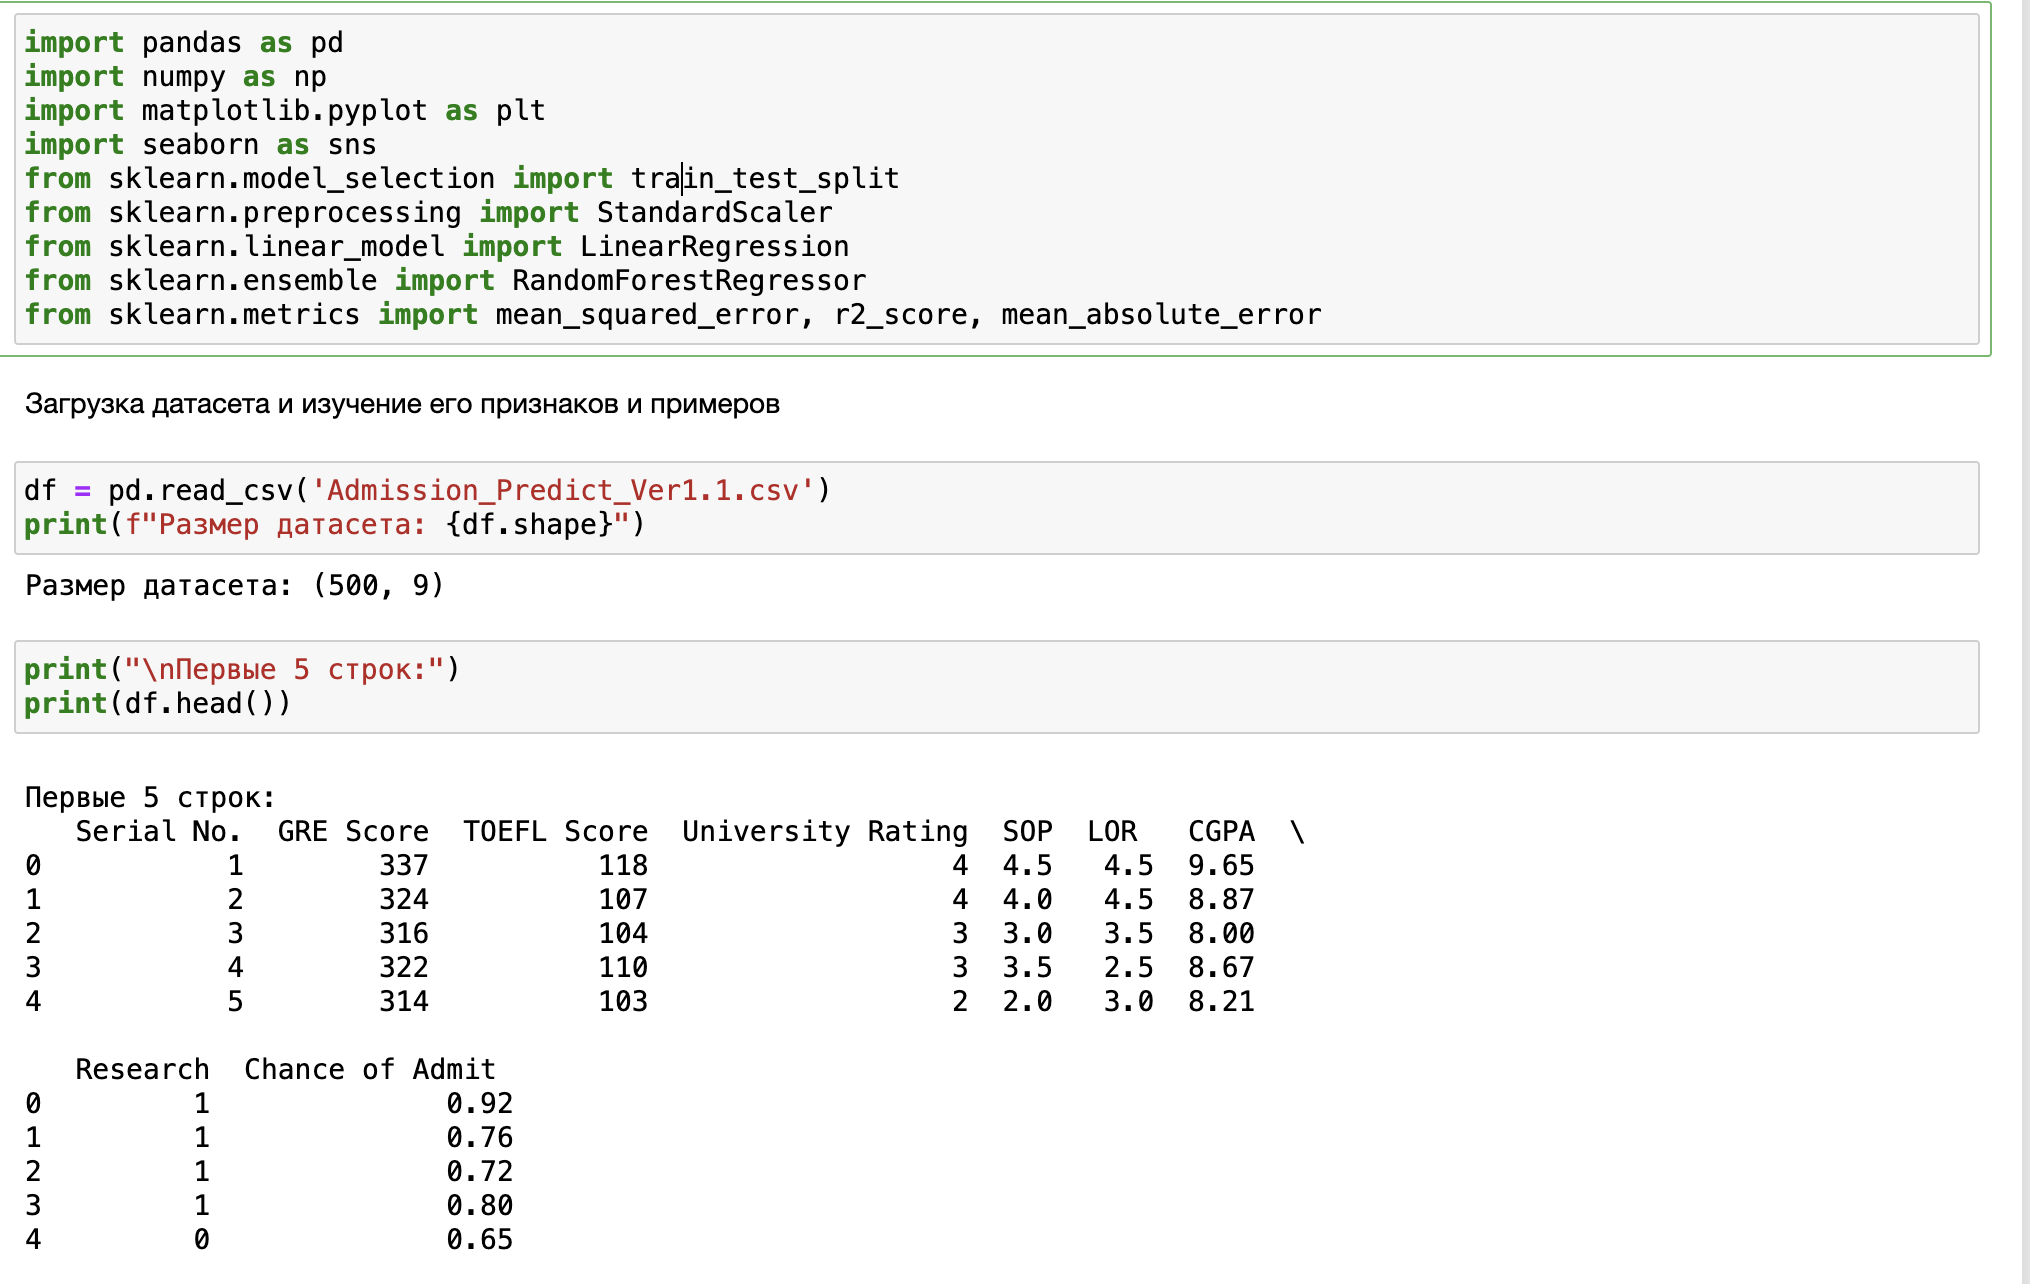 import pandas as pd
import numpy as np
import matplotlib.pyplot as plt
import seaborn as sns
from sklearn.model_selection import train_test_split
from sklearn.preprocessing import StandardScaler
from sklearn.linear_model import LinearRegression
from sklearn.ensemble import RandomForestRegressor
from sklearn.metrics import mean_squared_error, r2_score, mean_absolute_error
Загрузка датасета и изучение его признаков и примеров
df = pd.read_csv('Admission_Predict_Ver1.1.csv')
print(f"Размер датасета: {df.shape}")
Размер датасета: (500, 9)
print("\nПервые 5 строк:")
print(df.head())
Первые 5 строк:
   Serial No.  GRE Score  TOEFL Score  University Rating  SOP  LOR   CGPA  \
0           1        337          118                  4  4.5   4.5  9.65
1           2        324          107                  4  4.0   4.5  8.87
2           3        316          104                  3  3.0   3.5  8.00
3           4        322          110                  3  3.5   2.5  8.67
4           5        314          103                  2  2.0   3.0  8.21
   Research  Chance of Admit
0         1              0.92
1         1              0.76
2         1              0.72
3         1              0.80
4         0              0.65